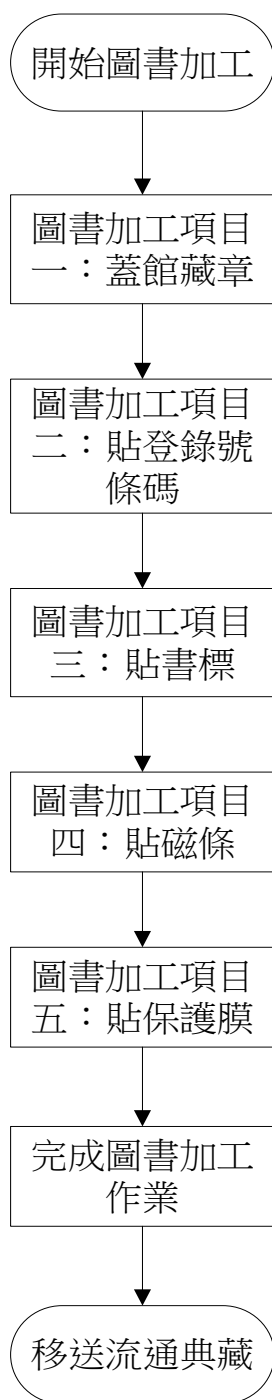 開始圖書加工
圖書加工項目
一：蓋館藏章
圖書加工項目
二：貼登錄號
條碼
圖書加工項目
三：貼書標
圖書加工項目
四：貼磁條
圖書加工項目
五：貼保護膜
完成圖書加工
作業
移送流通典藏